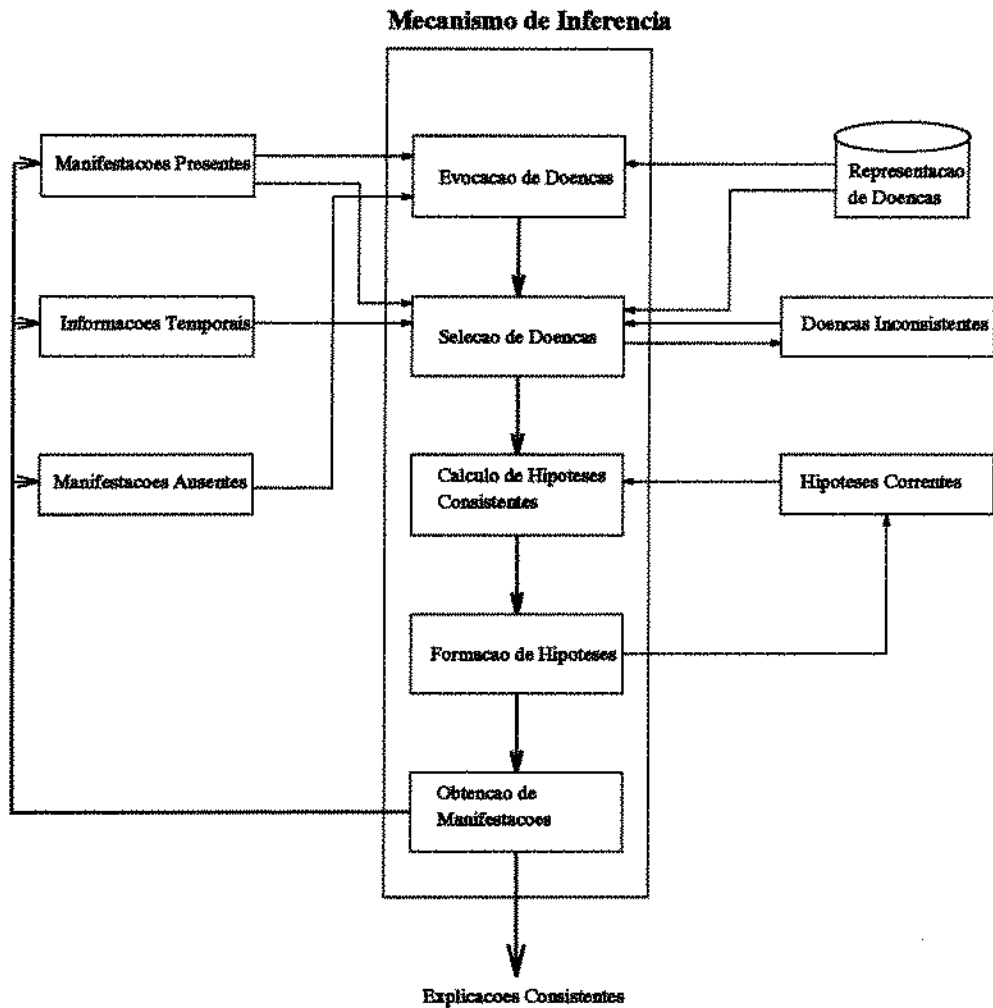 Mecanismo de Inferencia
Manifestacoes Presentes
Evocacao de Doencas
Representacao
de Doencas
Informacoes Temporais
Selecao de Doencas
Doencas Inconsistentes
Manifestacoes Ausentes
Calculo de Hipoteses
Consistentes
Hipoteses Correntes
Formacao de Hipoteses
Obtencao de
Manifestacoes
Explicacoes Consistentes